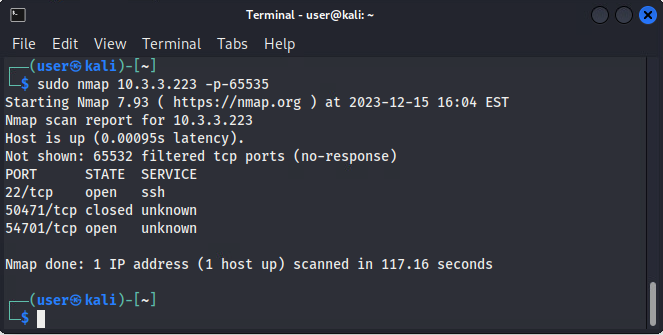 Terminal - user@kali: ~
File Edit View Terminal Tabs Help
┌──(user㉿kali)-[~]
└─$ sudo nmap 10.3.3.223 -p-65535
Starting Nmap 7.93 ( https://nmap.org ) at 2023-12-15 16:04 EST
Nmap scan report for 10.3.3.223
Host is up (0.00095s latency).
Not shown: 65532 filtered tcp ports (no-response)
PORT      STATE  SERVICE
22/tcp    open   ssh
50471/tcp closed unknown
54701/tcp open   unknown
Nmap done: 1 IP address (1 host up) scanned in 117.16 seconds
┌──(user㉿kali)-[~]
└─$